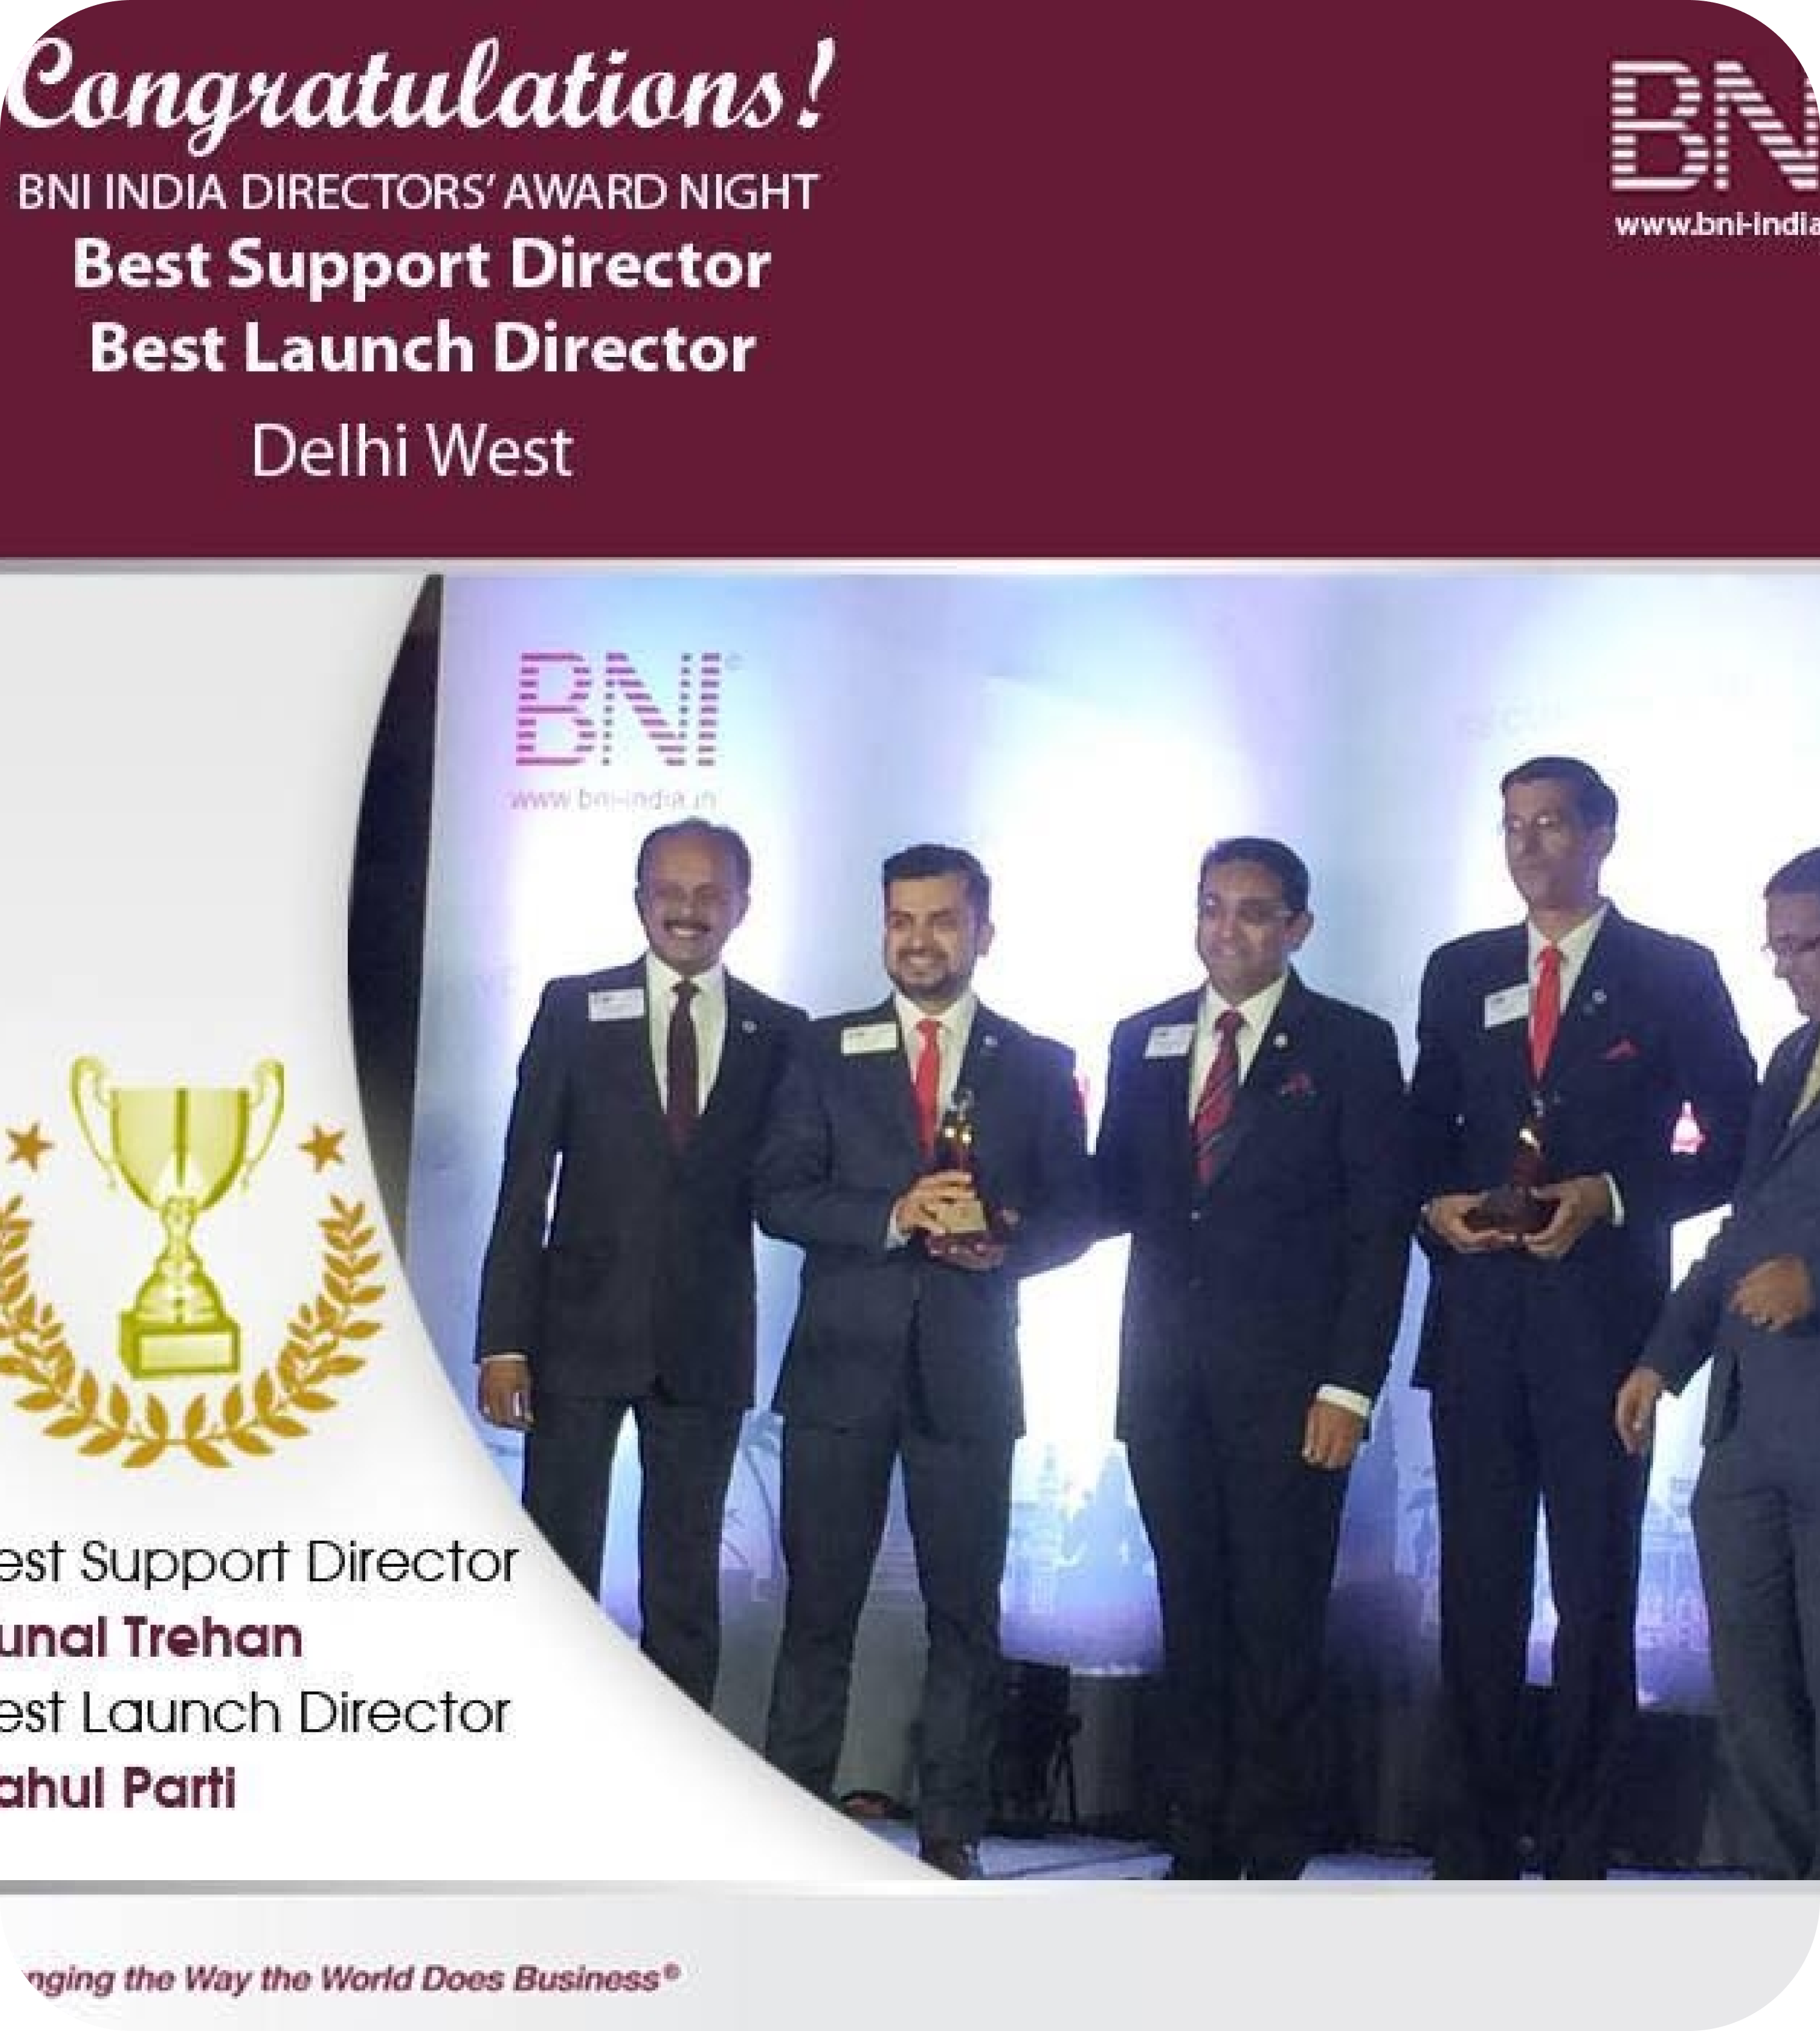 Congratulations!
BNI INDIA DIRECTORS' AWARD NIGHT
Best Support Director
Best Launch Director
Delhi West
BN
www.bni-india
BNI
www.bni-india.in
est Support Director
unal Trehan
est Launch Director
ahul Parti
nging the Way the World Does Business®